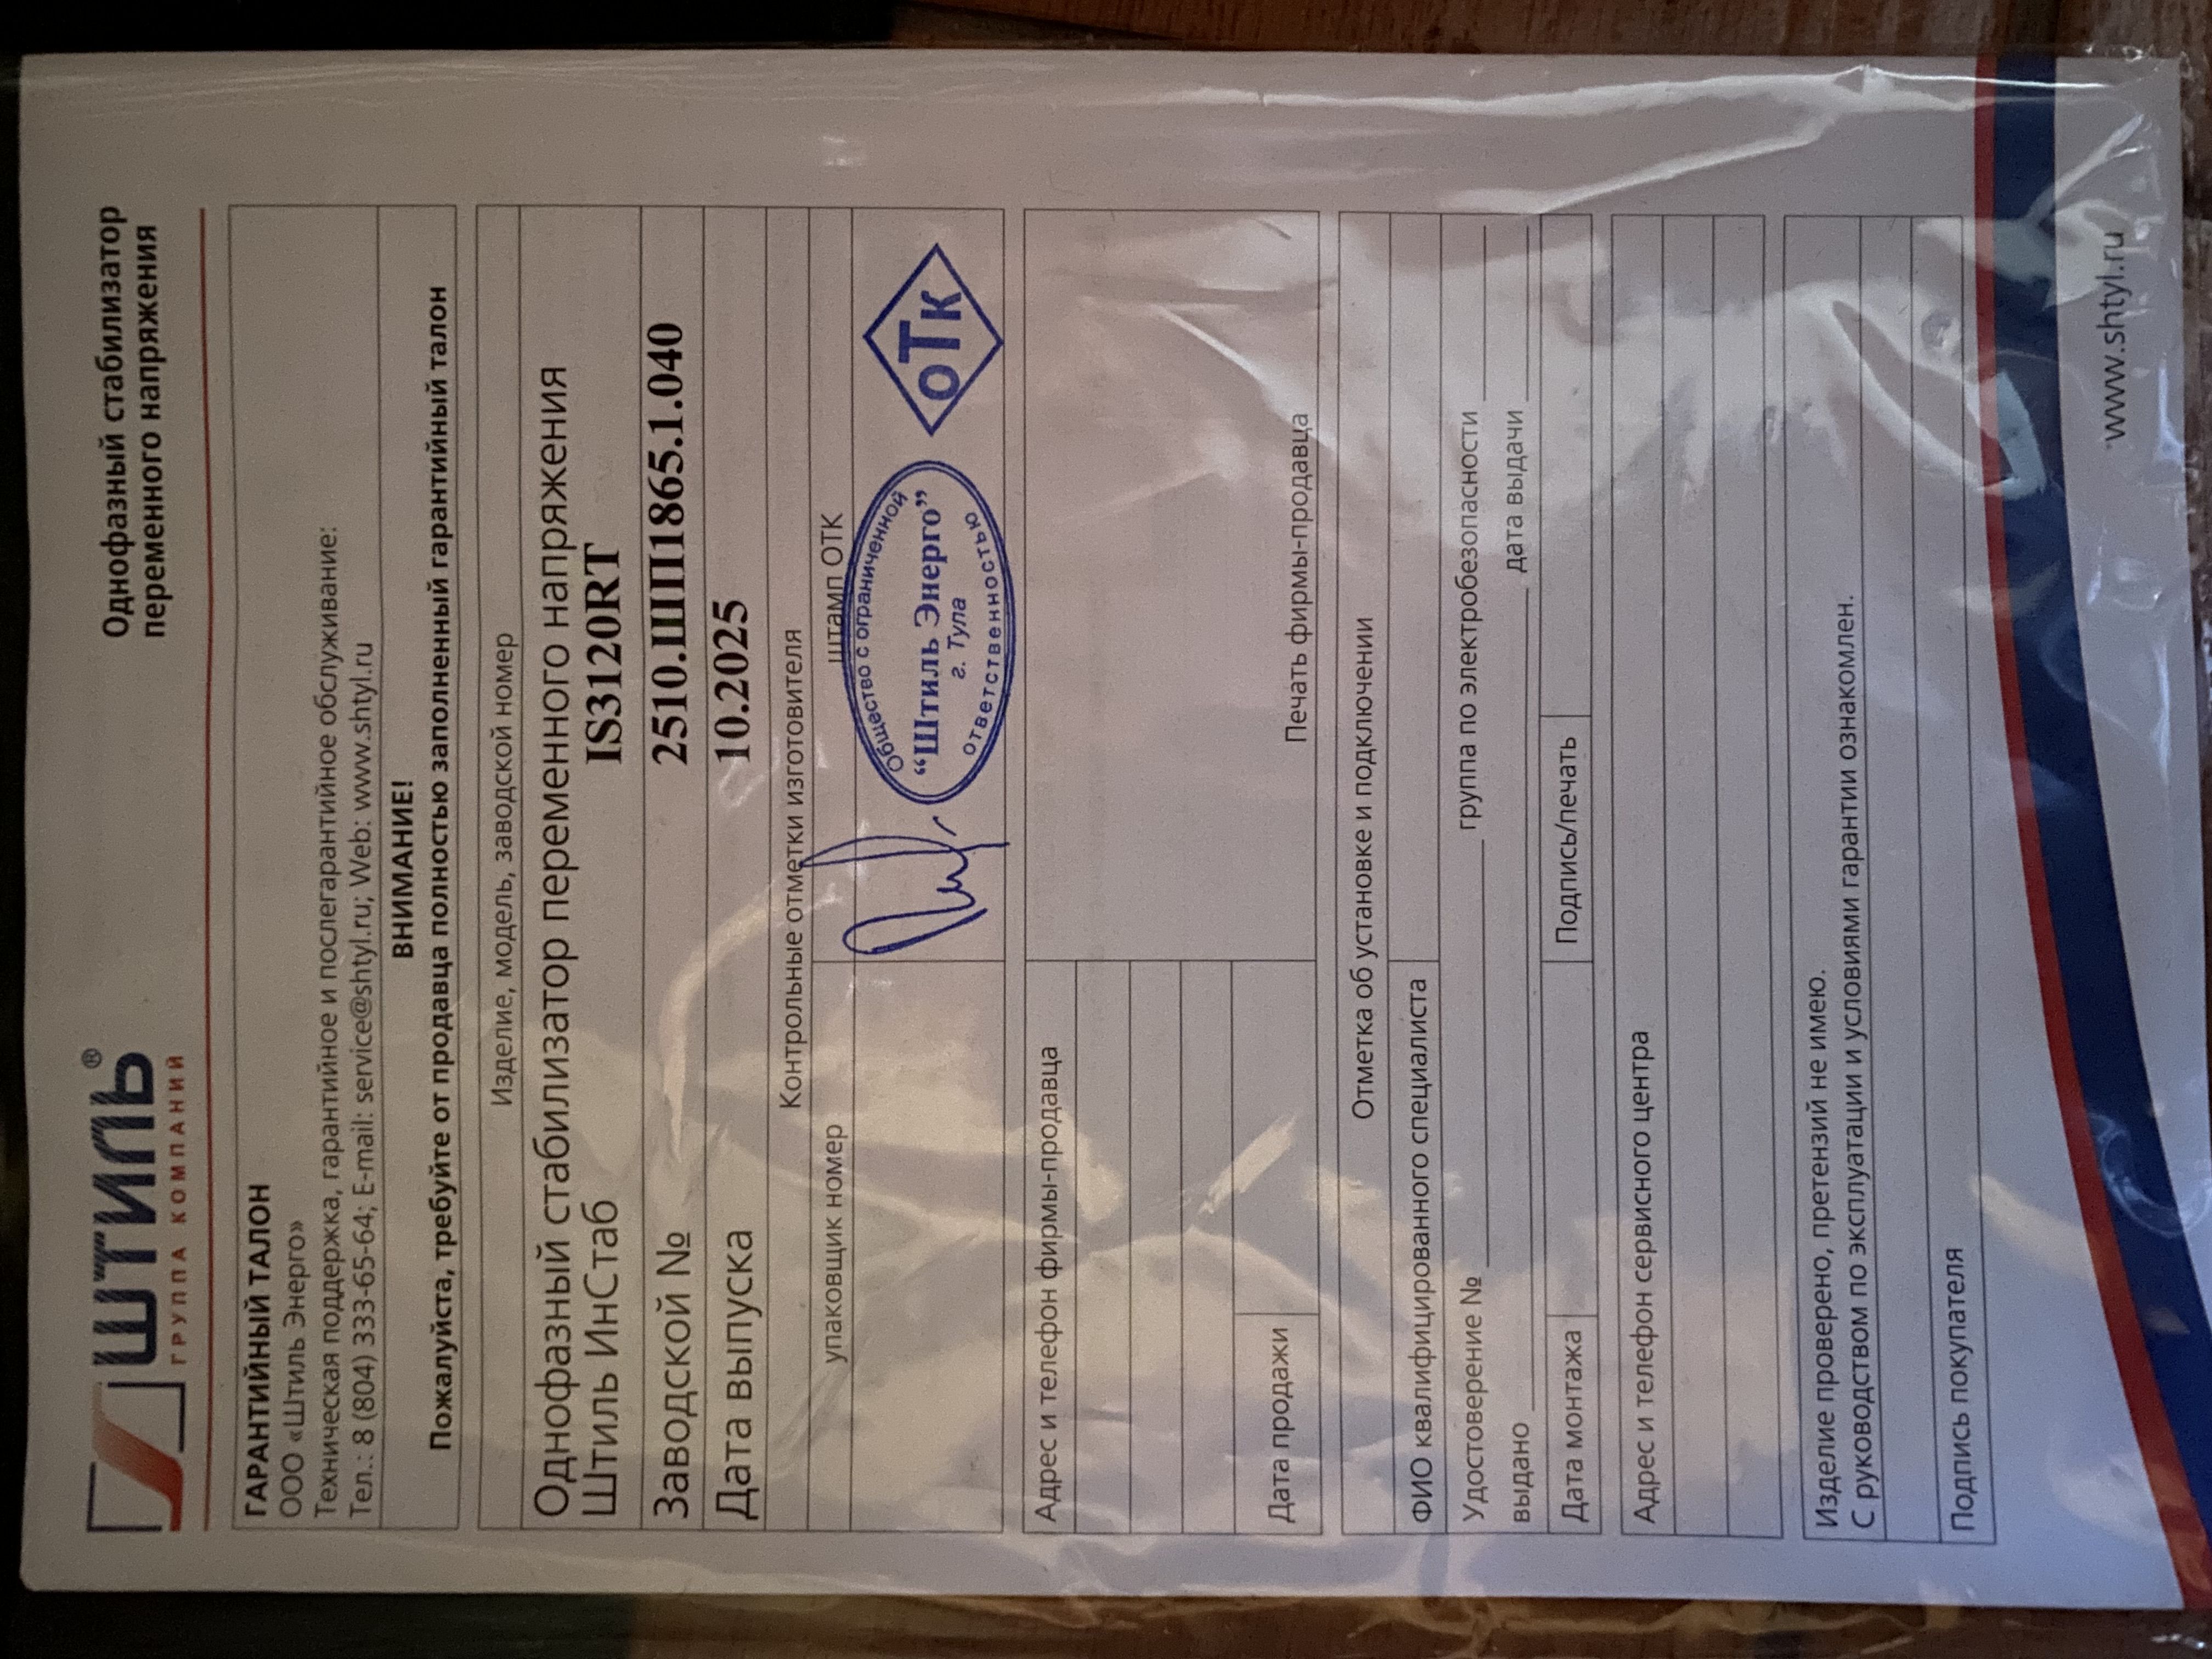 ШТИЛЬ®
ГРУППА КОМПАНИЙ
Однофазный стабилизатор
переменного напряжения
ГАРАНТИЙНЫЙ ТАЛОН
ООО «Штиль Энерго»
Техническая поддержка, гарантийное и послегарантийное обслуживание:
Тел.: 8 (804) 333-65-64; E-mail: service@shtyl.ru; Web: www.shtyl.ru
ВНИМАНИЕ!
Пожалуйста, требуйте от продавца полностью заполненный гарантийный талон
Изделие, модель, заводской номер
Однофазный стабилизатор переменного напряжения
Штиль ИнСтаб IS3120RT
Заводской № 2510.ШП1865.1.040
Дата выпуска 10.2025
Контрольные отметки изготовителя
упаковщик номер штамп ОТК
Общество с ограниченной
"Штиль Энерго"
г. Тула
ответственностью
оТк
Адрес и телефон фирмы-продавца
Дата продажи
Печать фирмы-продавца
Отметка об установке и подключении
ФИО квалифицированного специалиста
Удостоверение № группа по электробезопасности
выдано дата выдачи
Дата монтажа Подпись/печать
Адрес и телефон сервисного центра
Изделие проверено, претензий не имею.
С руководством по эксплуатации и условиями гарантии ознакомлен.
Подпись покупателя
www.shtyl.ru